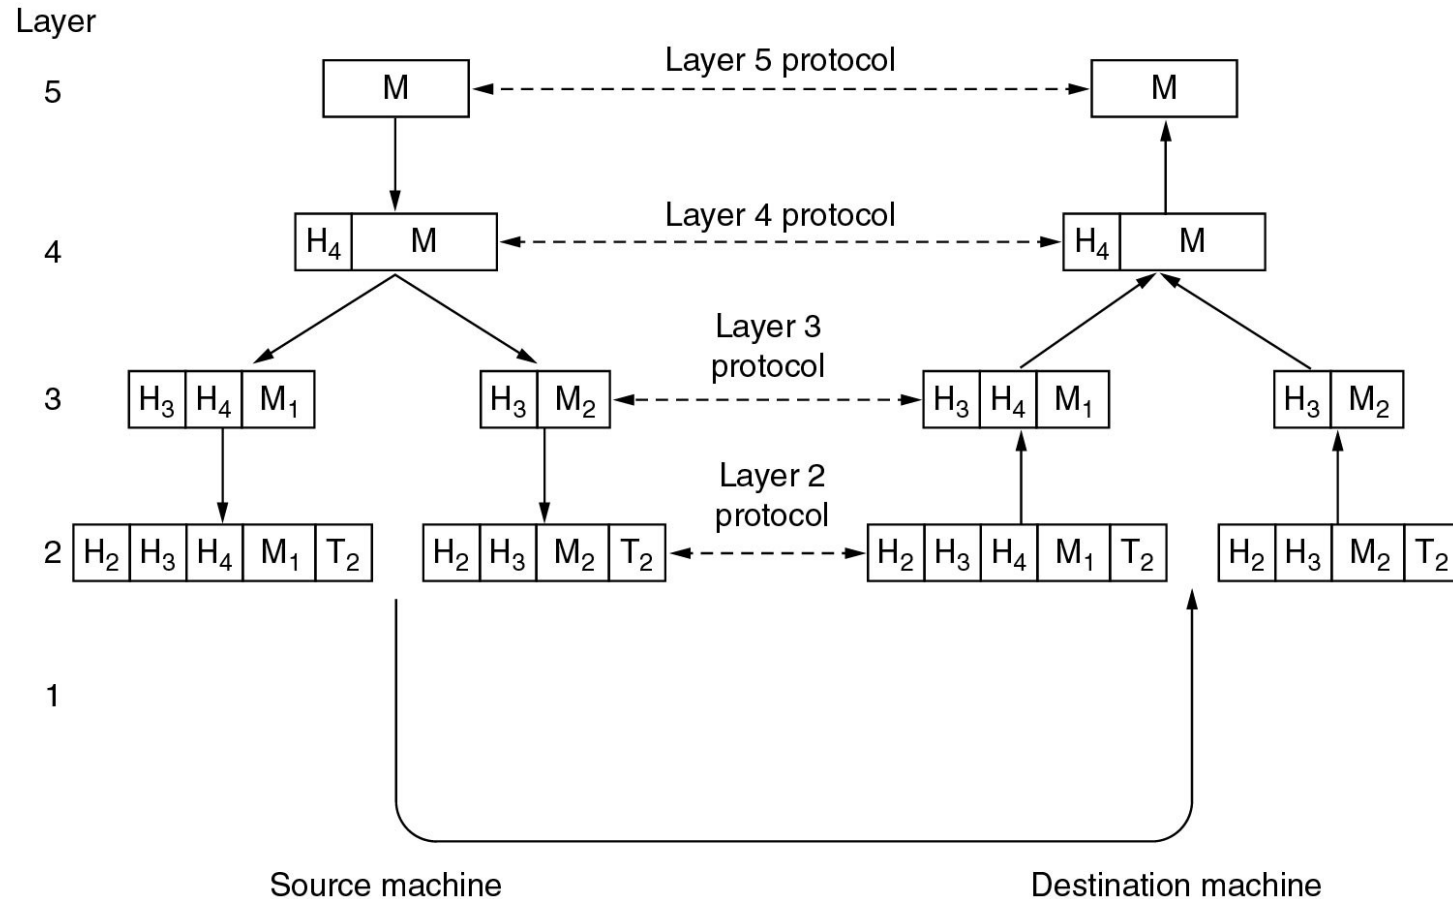 Layer
5 M Layer 5 protocol M
4 H₄ M Layer 4 protocol H₄ M
Layer 3
protocol
3 H₃ H₄ M₁ H₃ M₂ H₃ H₄ M₁ H₃ M₂
Layer 2
protocol
2 H₂ H₃ H₄ M₁ T₂ H₂ H₃ M₂ T₂ H₂ H₃ H₄ M₁ T₂ H₂ H₃ M₂ T₂
1
Source machine Destination machine